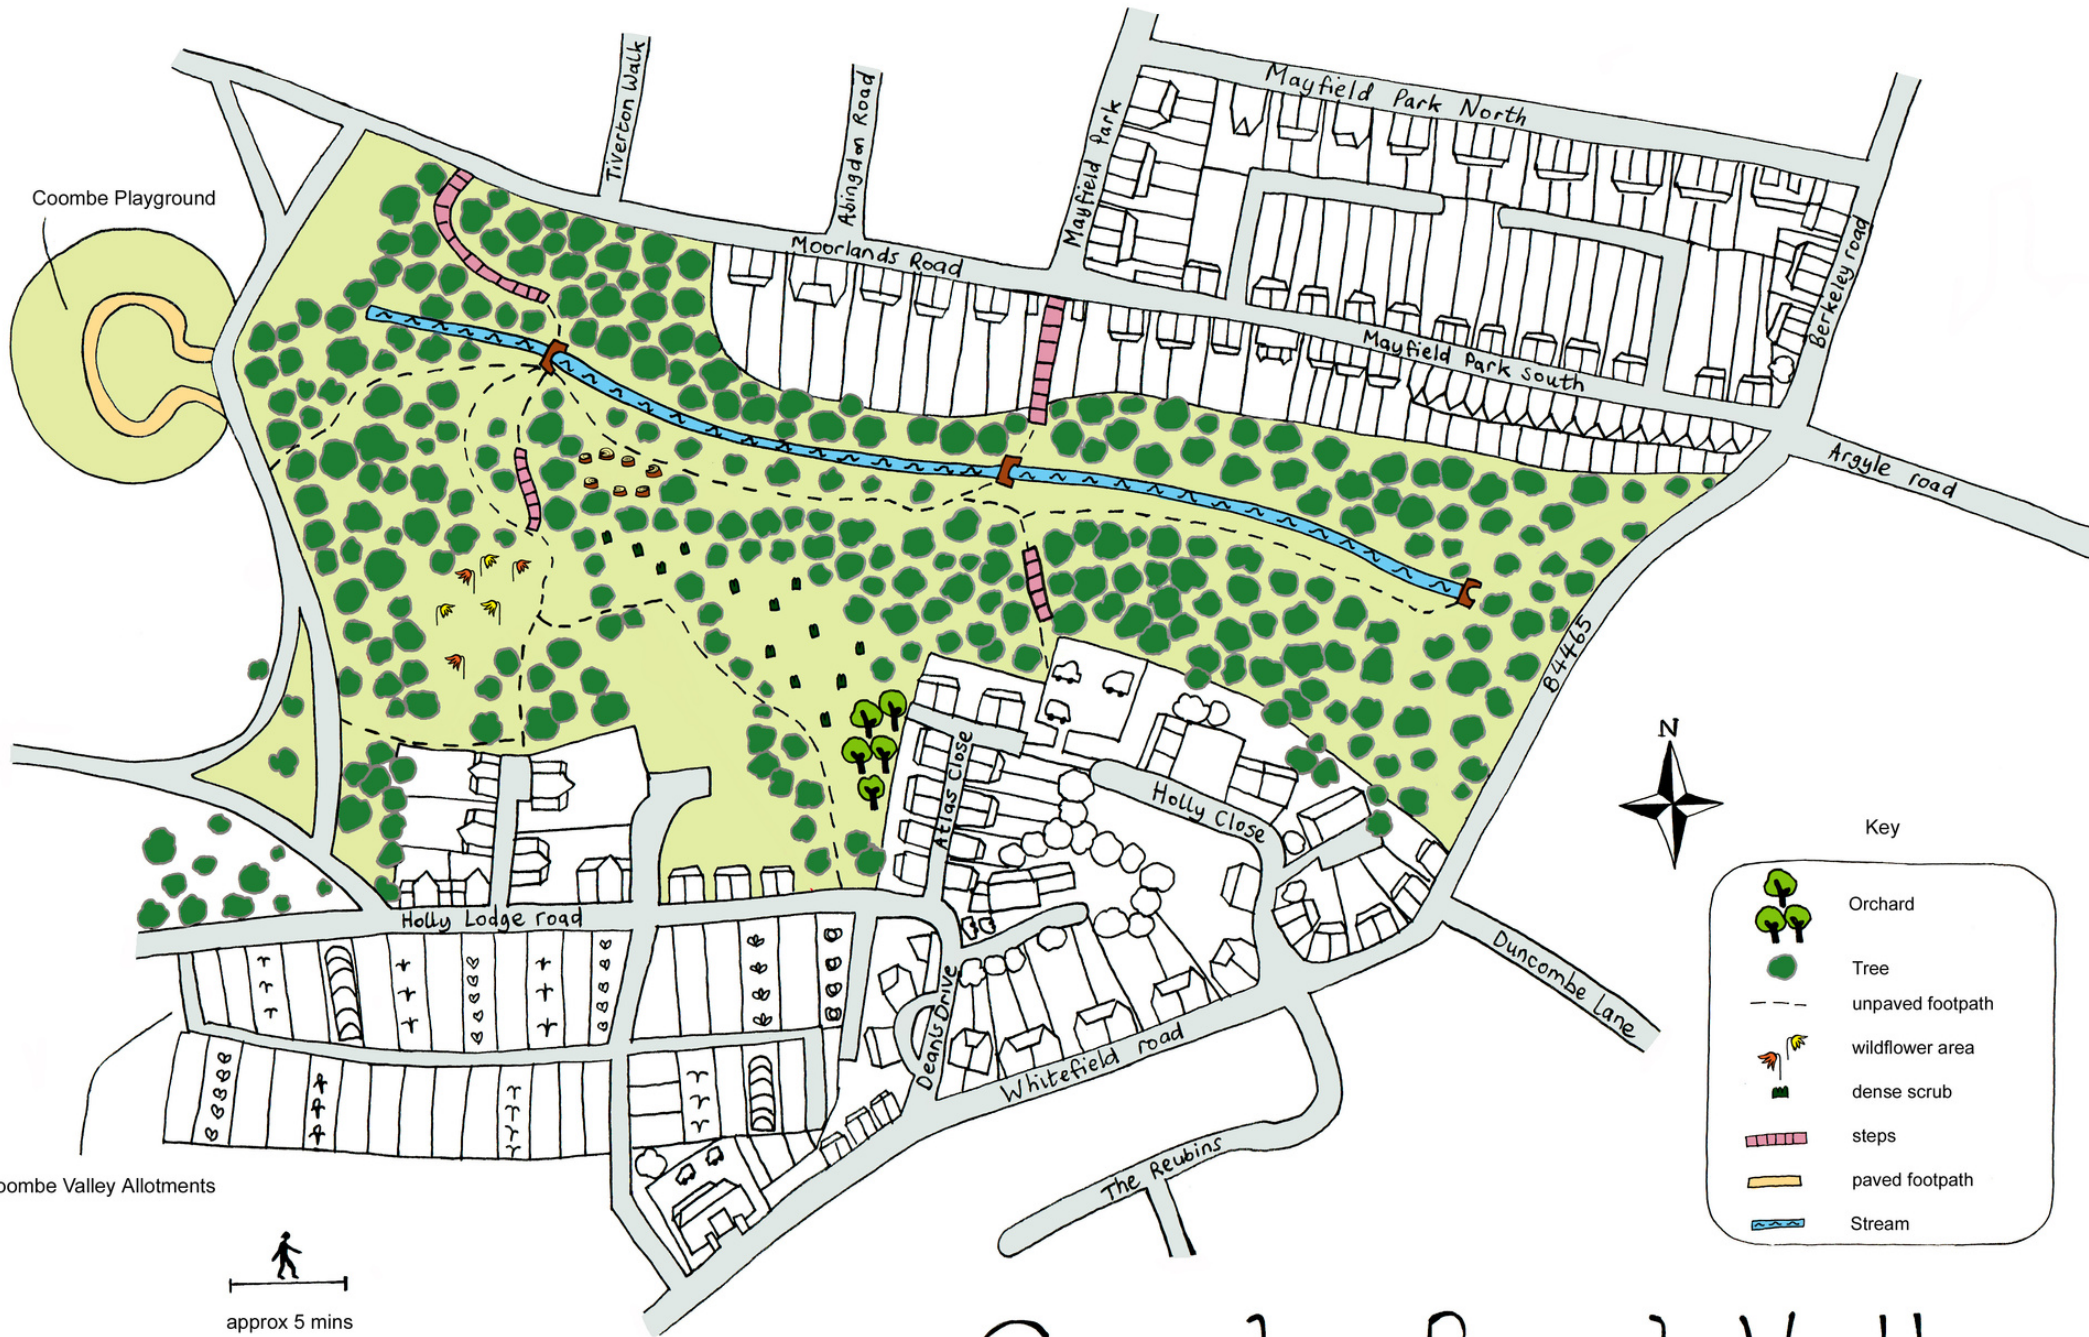 Tiverton Walk
Abingdon Road
Mayfield Park
Mayfield Park North
Coombe Playground
Moorlands Road
Berkeley road
Mayfield Park South
Argyle road
B4465
N
Atlas Close
Holly Close
Key
Orchard
Tree
unpaved footpath
wildflower area
dense scrub
steps
paved footpath
Stream
Holly Lodge road
Duncombe Lane
Deanls Drive
Whitefield road
The Reubins
oombe Valley Allotments
approx 5 mins